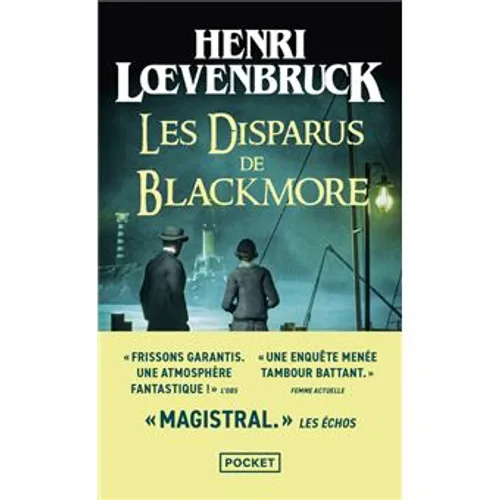 HENRI
LŒVENBRUCK
LES DISPARUS
DE
BLACKMORE
« FRISSONS GARANTIS.
UNE ATMOSPHÈRE
FANTASTIQUE ! » L'OBS
« UNE ENQUÊTE MENÉE
TAMBOUR BATTANT. »
FEMME ACTUELLE
« MAGISTRAL. » LES ÉCHOS
POCKET